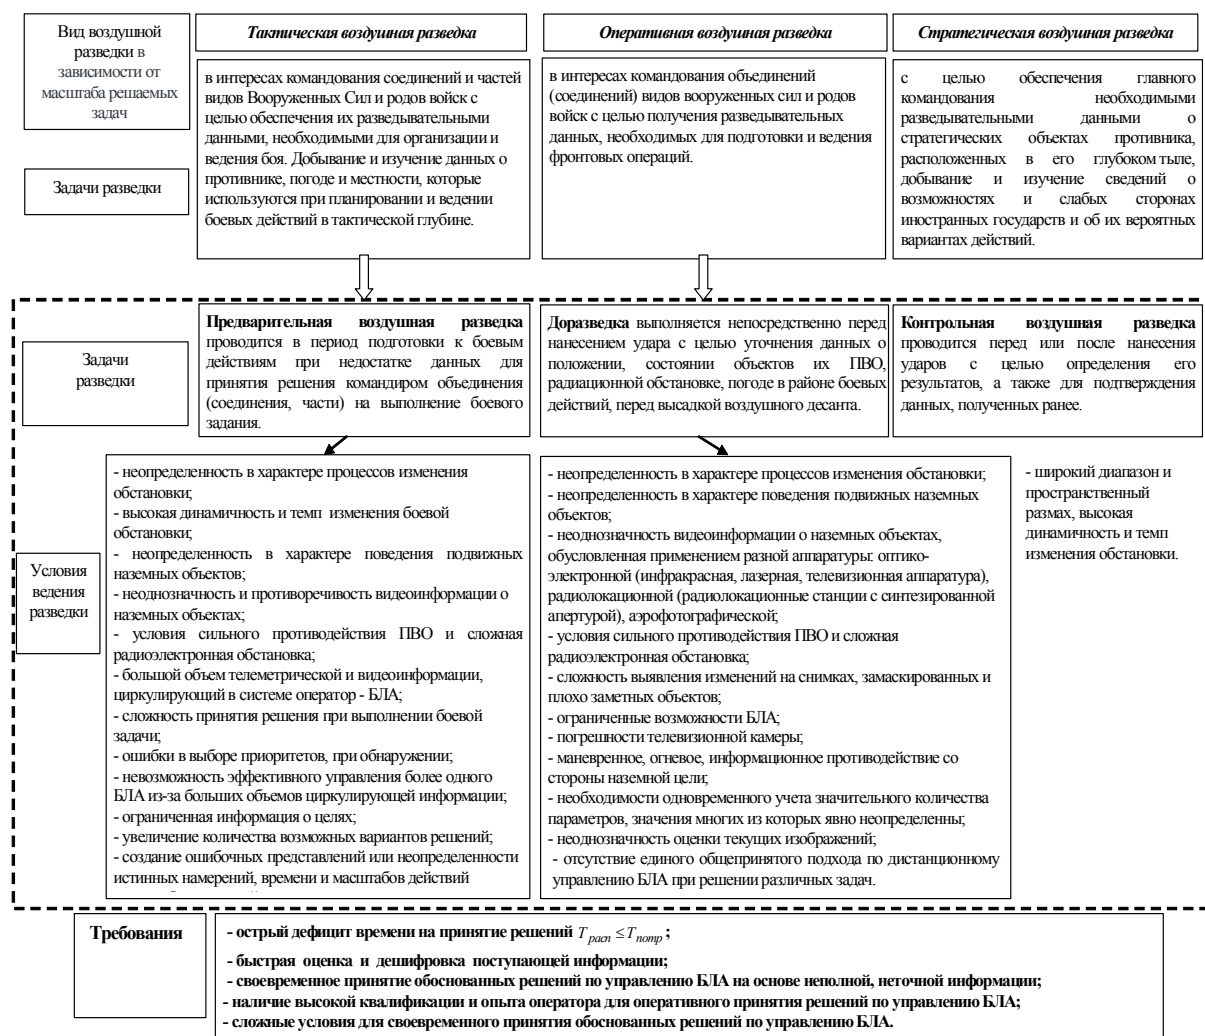 Вид воздушной
разведки в
зависимости от
масштаба решаемых
задач
Тактическая воздушная разведка
Оперативная воздушная разведка
Стратегическая воздушная разведка
Задачи разведки
в интересах командования соединений и частей
видов Вооруженных Сил и родов войск с
целью обеспечения их разведывательными
данными, необходимыми для организации и
ведения боя. Добывание и изучение данных о
противнике, погоде и местности, которые
используются при планировании и ведении
боевых действий в тактической глубине.
в интересах командования объединений
(соединений) видов вооруженных сил и родов
войск с целью получения разведывательных
данных, необходимых для подготовки и ведения
фронтовых операций.
с целью обеспечения главного
командования необходимыми
разведывательными данными о
стратегических объектах противника,
расположенных в его глубоком тыле,
добывание и изучение сведений о
возможностях и слабых сторонах
иностранных государств и об их вероятных
вариантах действий.
Задачи
разведки
Предварительная воздушная разведка
проводится в период подготовки к боевым
действиям при недостатке данных для
принятия решения командиром объединения
(соединения, части) на выполнение боевого
задания.
Доразведка выполняется непосредственно перед
нанесением удара с целью уточнения данных о
положении, состоянии объектов их ПВО,
радиационной обстановке, погоде в районе боевых
действий, перед высадкой воздушного десанта.
Контрольная воздушная разведка
проводится перед или после нанесения
ударов с целью определения его
результатов, а также для подтверждения
данных, полученных ранее.
Условия
ведения
разведки
- неопределенность в характере процессов изменения
обстановки;
- высокая динамичность и темп изменения боевой
обстановки;
- неопределенность в характере поведения подвижных
наземных объектов;
- неоднозначность и противоречивость видеоинформации о
наземных объектах;
- условия сильного противодействия ПВО и сложная
радиоэлектронная обстановка;
- большой объем телеметрической и видеоинформации,
циркулирующий в системе оператор - БЛА;
- сложность принятия решения при выполнении боевой
задачи;
- ошибки в выборе приоритетов, при обнаружении;
- невозможность эффективного управления более одного
БЛА из-за больших объемов циркулирующей информации;
- ограниченная информация о целях;
- увеличение количества возможных вариантов решений;
- создание ошибочных представлений или неопределенности
истинных намерений, времени и масштабов действий
- неопределенность в характере процессов изменения обстановки;
- неопределенность в характере поведения подвижных наземных
объектов;
- неоднозначность видеоинформации о наземных объектах,
обусловленная применением разной аппаратуры: оптико-
электронной (инфракрасная, лазерная, телевизионная аппаратура),
радиолокационной (радиолокационные станции с синтезированной
апертурой), аэрофотографической;
- условия сильного противодействия ПВО и сложная
радиоэлектронная обстановка;
- сложность выявления изменений на снимках, замаскированных и
плохо заметных объектов;
- ограниченные возможности БЛА;
- погрешности телевизионной камеры;
- маневренное, огневое, информационное противодействие со
стороны наземной цели;
- необходимости одновременного учета значительного количества
параметров, значения многих из которых явно неопределенны;
- неоднозначность оценки текущих изображений;
- отсутствие единого общепринятого подхода по дистанционному
управлению БЛА при решении различных задач.
- широкий диапазон и
пространственный
размах, высокая
динамичность и темп
изменения обстановки.
Требования
- острый дефицит времени на принятие решений T расп ≤ T потр ;
- быстрая оценка и дешифровка поступающей информации;
- своевременное принятие обоснованных решений по управлению БЛА на основе неполной, неточной информации;
- наличие высокой квалификации и опыта оператора для оперативного принятия решений по управлению БЛА;
- сложные условия для своевременного принятия обоснованных решений по управлению БЛА.